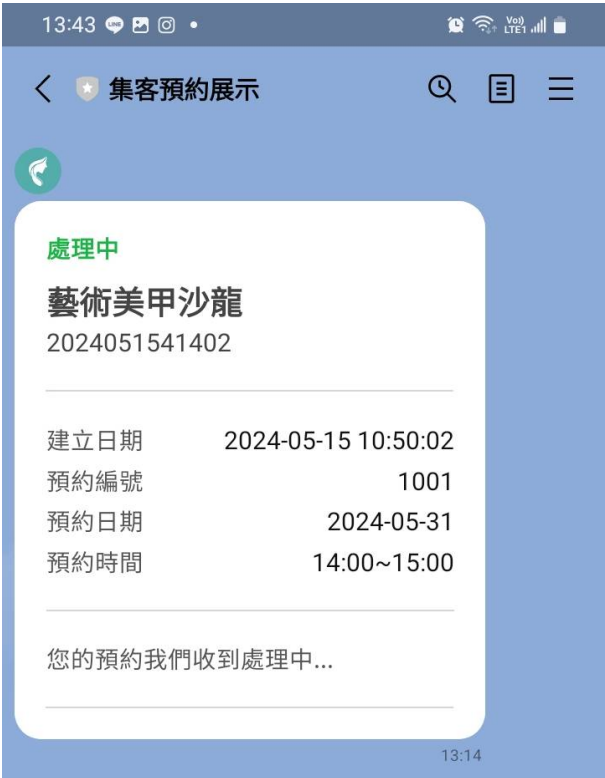 13:43
Vo))
LTE1
集客預約展示
處理中
藝術美甲沙龍
2024051541402
建立日期 2024-05-15 10:50:02
預約編號 1001
預約日期 2024-05-31
預約時間 14:00~15:00
您的預約我們收到處理中...
13:14